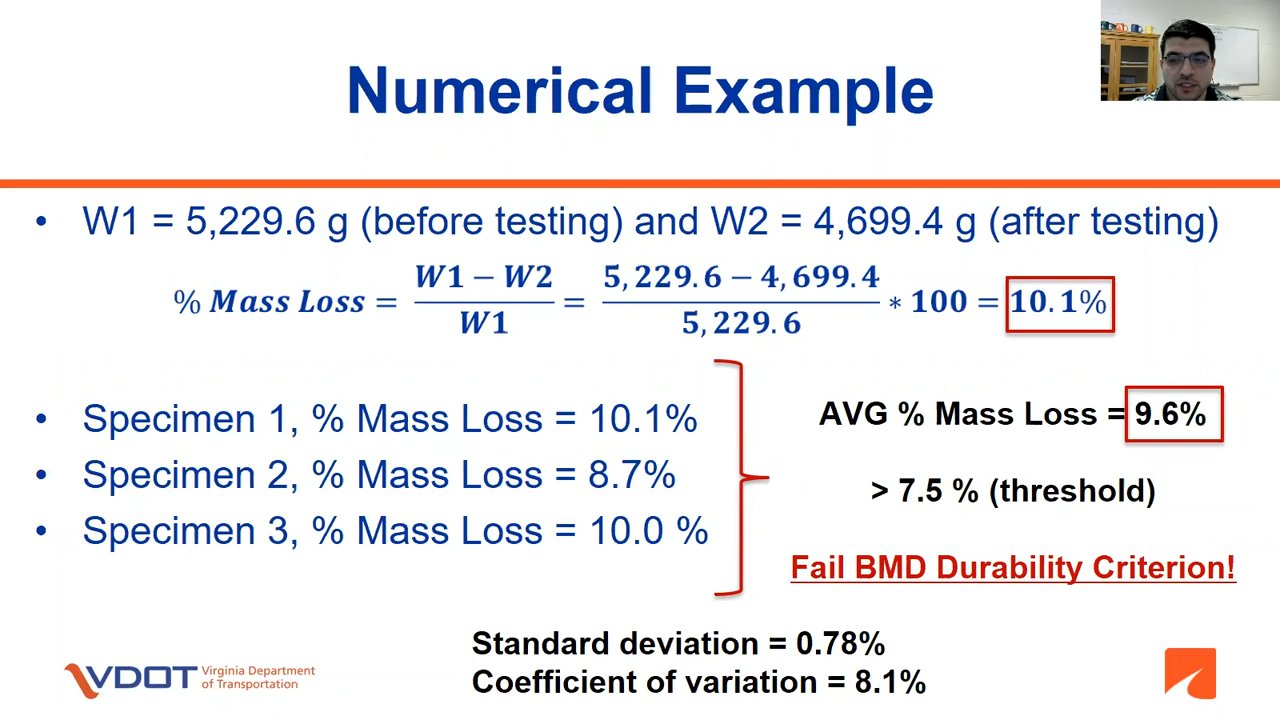 Numerical Example
• W1 = 5,229.6 g (before testing) and W2 = 4,699.4 g (after testing)
% Mass Loss = (W1 − W2) / W1 = (5,229.6 − 4,699.4) / 5,229.6 * 100 = 10.1%
• Specimen 1, % Mass Loss = 10.1%
• Specimen 2, % Mass Loss = 8.7%
• Specimen 3, % Mass Loss = 10.0 %
AVG % Mass Loss = 9.6%
> 7.5 % (threshold)
Fail BMD Durability Criterion!
Standard deviation = 0.78%
Coefficient of variation = 8.1%
VDOT Virginia Department
of Transportation